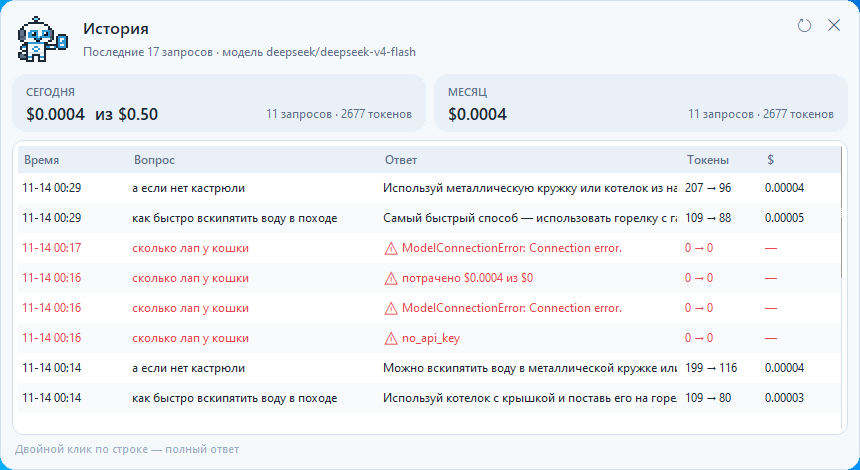 История
Последние 17 запросов · модель deepseek/deepseek-v4-flash
СЕГОДНЯ
$0.0004 из $0.50 11 запросов · 2677 токенов
МЕСЯЦ
$0.0004 11 запросов · 2677 токенов
Время Вопрос Ответ Токены $
11-14 00:29 а если нет кастрюли Используй металлическую кружку или котелок из на 207 → 96 0.00004
11-14 00:29 как быстро вскипятить воду в походе Самый быстрый способ — использовать горелку с га 109 → 88 0.00005
11-14 00:17 сколько лап у кошки ⚠ ModelConnectionError: Connection error. 0 → 0 —
11-14 00:16 сколько лап у кошки ⚠ потрачено $0.0004 из $0 0 → 0 —
11-14 00:16 сколько лап у кошки ⚠ ModelConnectionError: Connection error. 0 → 0 —
11-14 00:16 сколько лап у кошки ⚠ no_api_key 0 → 0 —
11-14 00:14 а если нет кастрюли Можно вскипятить воду в металлической кружке или 199 → 116 0.00004
11-14 00:14 как быстро вскипятить воду в походе Используй котелок с крышкой и поставь его на горе 109 → 80 0.00003
Двойной клик по строке — полный ответ